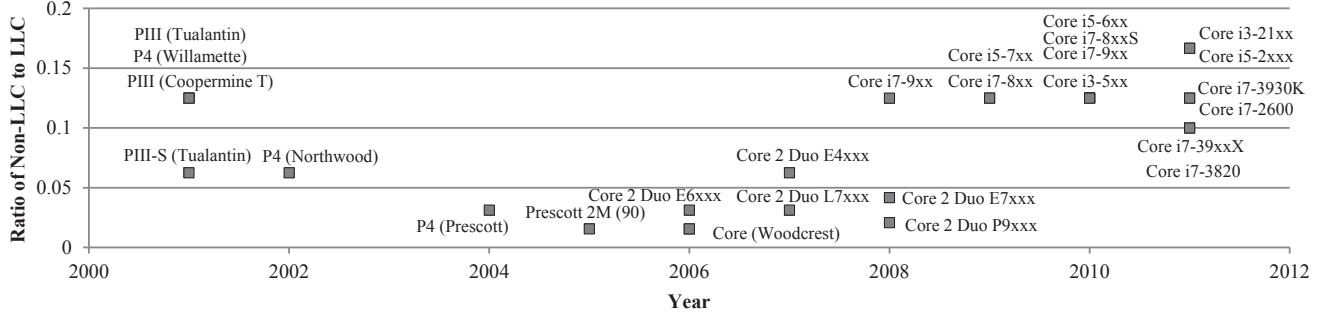 Ratio of Non-LLC to LLC
0.2
0.15
0.1
0.05
0
PIII (Tualantin)
P4 (Willamette)
PIII (Coopermine T)
PIII-S (Tualantin)
P4 (Northwood)
P4 (Prescott)
Prescott 2M (90)
Core 2 Duo E6xxx
Core (Woodcrest)
Core 2 Duo E4xxx
Core 2 Duo L7xxx
Core i7-9xx
Core 2 Duo E7xxx
Core 2 Duo P9xxx
Core i5-7xx
Core i7-8xx
Core i5-6xx
Core i7-8xxS
Core i7-9xx
Core i3-5xx
Core i3-21xx
Core i5-2xxx
Core i7-3930K
Core i7-2600
Core i7-39xxX
Core i7-3820
2000
2002
2004
2006
2008
2010
2012
Year